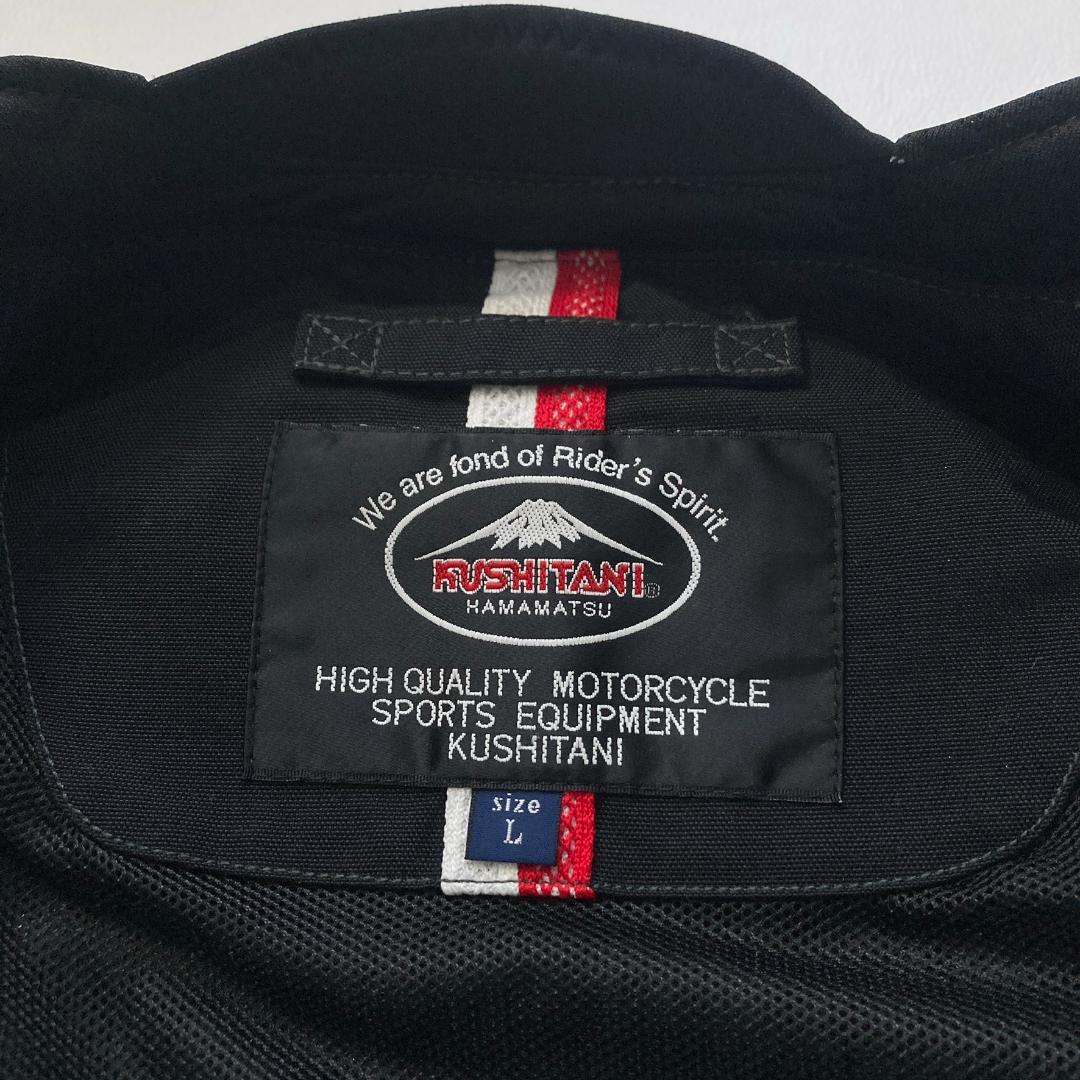 We are fond of Rider's Spirit.
KUSHITANI®
HAMAMATSU
HIGH QUALITY MOTORCYCLE
SPORTS EQUIPMENT
KUSHITANI
size
L